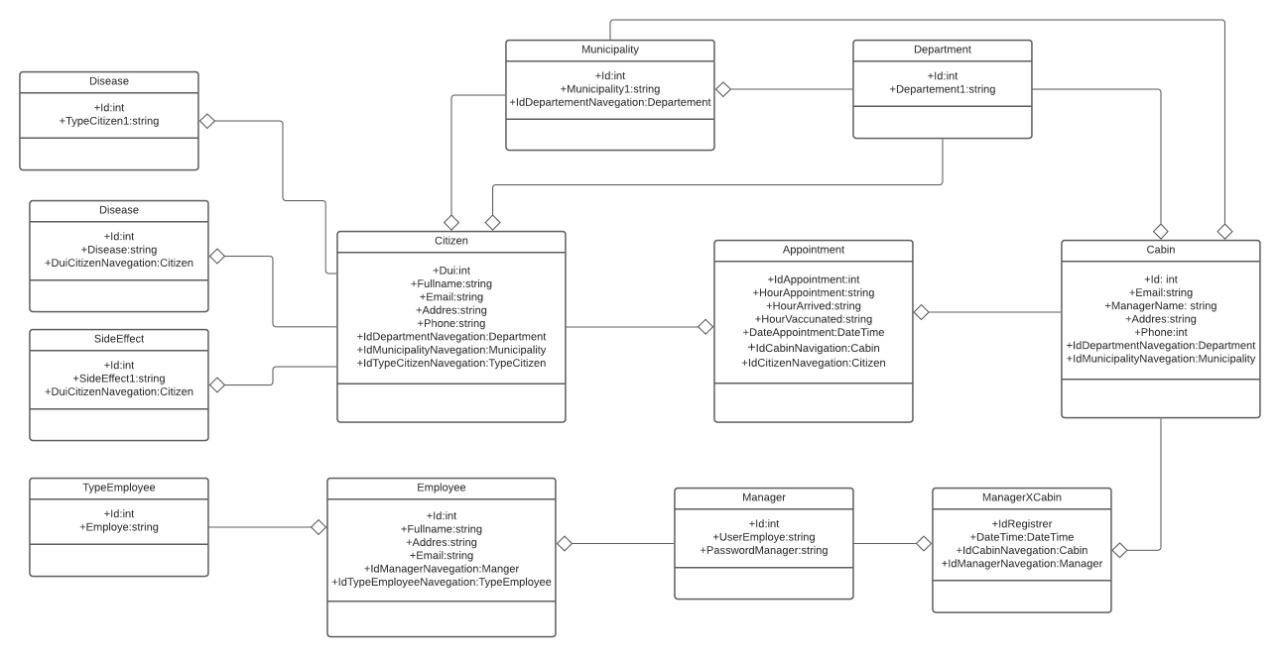 Municipality
+Id:int
+Municipality1:string
+IdDepartementNavegation:Departement
Department
+Id:int
+Departement1:string
Disease
+Id:int
+TypeCitizen1:string
Disease
+Id:int
+Disease:string
+DuiCitizenNavegation:Citizen
SideEffect
+Id:int
+SideEffect1:string
+DuiCitizenNavegation:Citizen
Citizen
+Dui:int
+Fullname:string
+Email:string
+Addres:string
+Phone:string
+IdDepartmentNavegation:Department
+IdMunicipalityNavegation:Municipality
+IdTypeCitizenNavegation:TypeCitizen
Appointment
+IdAppointment:int
+HourAppointment:string
+HourArrived:string
+HourVaccunated:string
+DateAppointment:DateTime
+IdCabinNavigation:Cabin
+IdCitizenNavegation:Citizen
Cabin
+Id: int
+Email:string
+ManagerName: string
+Addres:string
+Phone:int
+IdDepartmentNavegation:Department
+IdMunicipalityNavegation:Municipality
TypeEmployee
+Id:int
+Employe:string
Employee
+Id:int
+Fullname:string
+Addres:string
+Email:string
+IdManagerNavegation:Manger
+IdTypeEmployeeNavegation:TypeEmployee
Manager
+Id:int
+UserEmploye:string
+PasswordManager:string
ManagerXCabin
+IdRegistrer
+DateTime:DateTime
+IdCabinNavegation:Cabin
+IdManagerNavegation:Manager